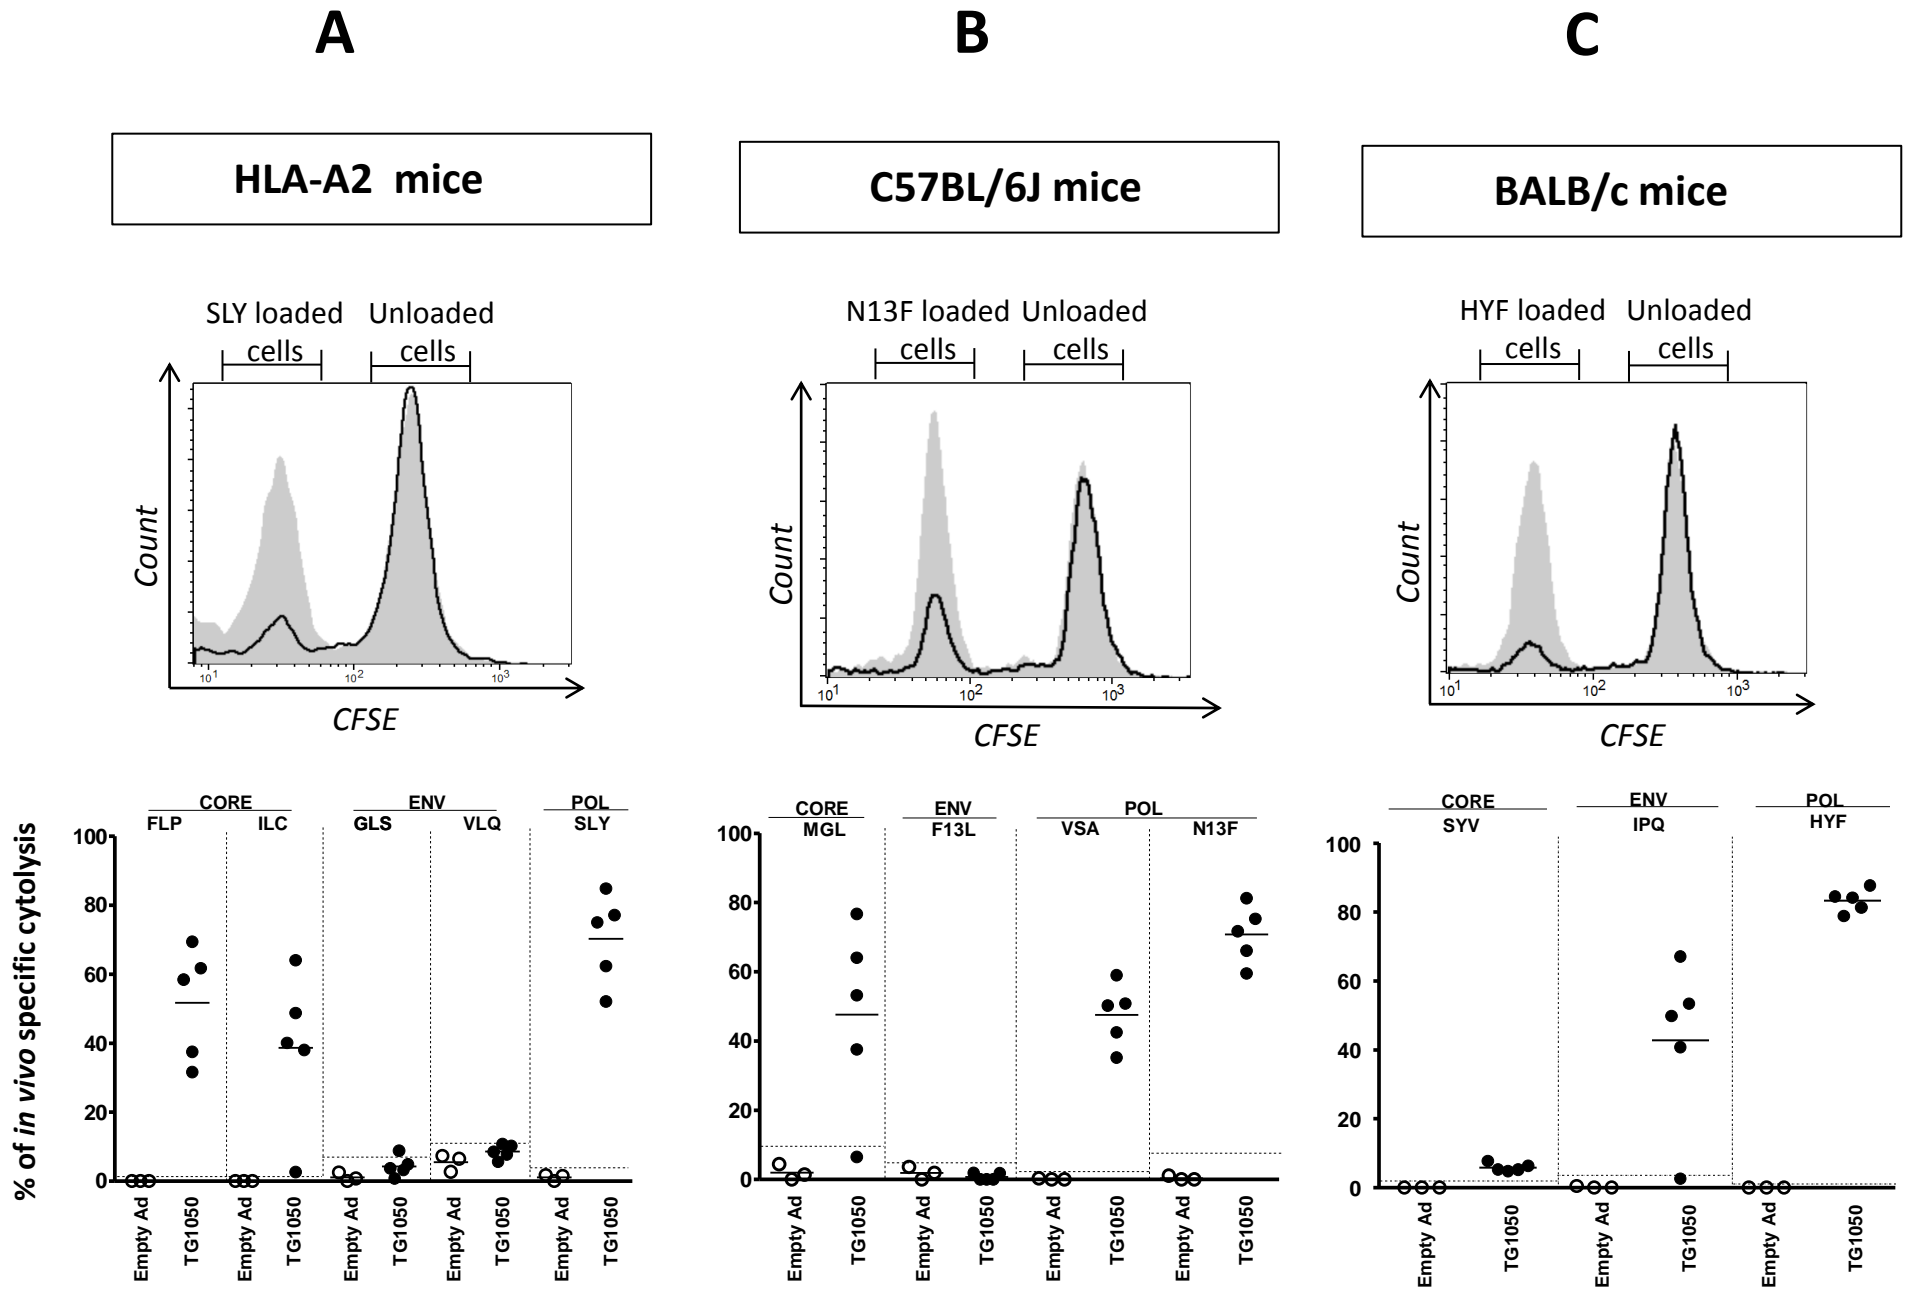 A
B
C
HLA-A2 mice
C57BL/6J mice
BALB/c mice
SLY loaded cells
Unloaded cells
Count
10¹
10²
10³
CFSE
N13F loaded cells
Unloaded cells
Count
10¹
10²
10³
CFSE
HYF loaded cells
Unloaded cells
Count
10¹
10²
10³
CFSE
% of in vivo specific cytolysis
CORE
ENV
POL
FLP
ILC
GLS
VLQ
SLY
100
80
60
40
20
0
Empty Ad
TG1050
Empty Ad
TG1050
Empty Ad
TG1050
Empty Ad
TG1050
Empty Ad
TG1050
CORE
ENV
POL
MGL
F13L
VSA
N13F
100
80
60
40
20
0
Empty Ad
TG1050
Empty Ad
TG1050
Empty Ad
TG1050
Empty Ad
TG1050
CORE
ENV
POL
SYV
IPQ
HYF
100
80
60
40
20
0
Empty Ad
TG1050
Empty Ad
TG1050
Empty Ad
TG1050